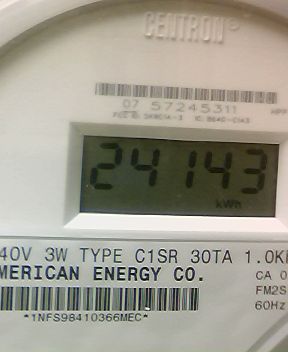 CENTRON®
07 57245311
24143
kWh
40V 3W TYPE C1SR 30TA 1.0K
MERICAN ENERGY CO.
CA 0
FM2S
60Hz
*1NFS98410366MEC*